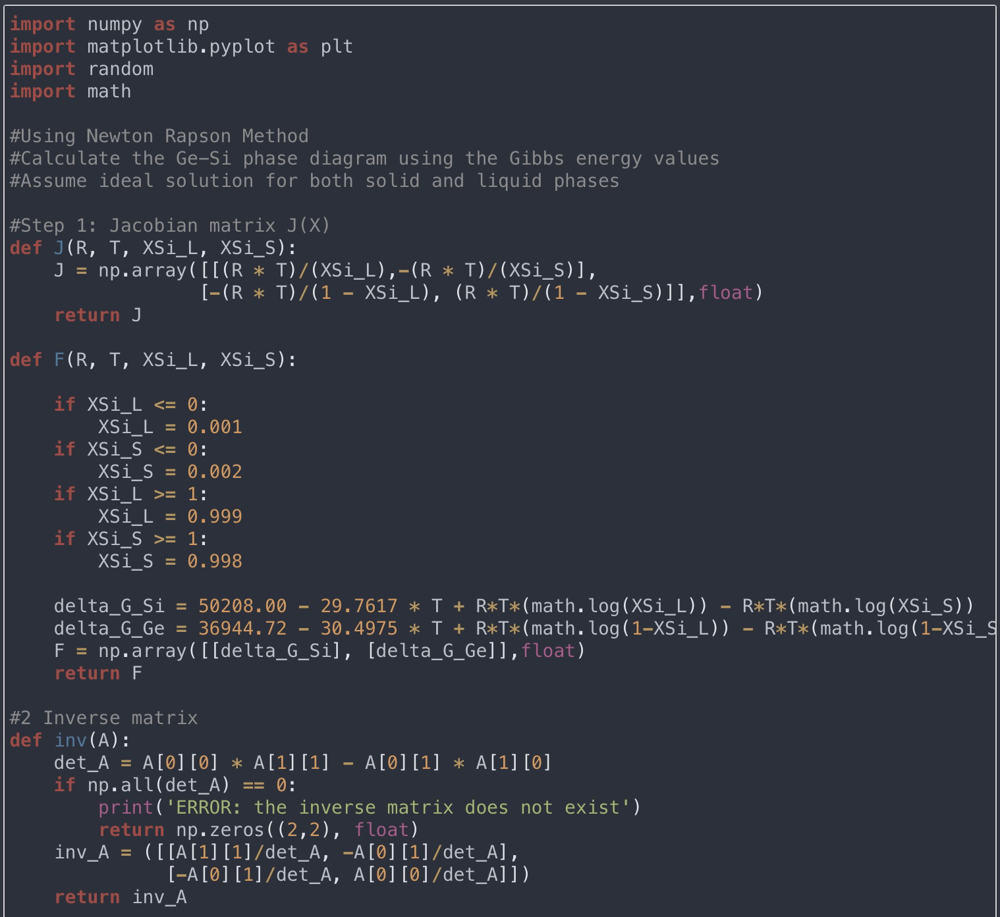 import numpy as np
import matplotlib.pyplot as plt
import random
import math
#Using Newton Rapson Method
#Calculate the Ge-Si phase diagram using the Gibbs energy values
#Assume ideal solution for both solid and liquid phases
#Step 1: Jacobian matrix J(X)
def J(R, T, XSi_L, XSi_S):
    J = np.array([[(R * T)/(XSi_L),-(R * T)/(XSi_S)],
                 [-(R * T)/(1 - XSi_L), (R * T)/(1 - XSi_S)]],float)
    return J
def F(R, T, XSi_L, XSi_S):
    if XSi_L <= 0:
        XSi_L = 0.001
    if XSi_S <= 0:
        XSi_S = 0.002
    if XSi_L >= 1:
        XSi_L = 0.999
    if XSi_S >= 1:
        XSi_S = 0.998
    delta_G_Si = 50208.00 - 29.7617 * T + R*T*(math.log(XSi_L)) - R*T*(math.log(XSi_S))
    delta_G_Ge = 36944.72 - 30.4975 * T + R*T*(math.log(1-XSi_L)) - R*T*(math.log(1-XSi_S
    F = np.array([[delta_G_Si], [delta_G_Ge]],float)
    return F
#2 Inverse matrix
def inv(A):
    det_A = A[0][0] * A[1][1] - A[0][1] * A[1][0]
    if np.all(det_A) == 0:
        print('ERROR: the inverse matrix does not exist')
        return np.zeros((2,2), float)
    inv_A = ([[A[1][1]/det_A, -A[0][1]/det_A],
              [-A[0][1]/det_A, A[0][0]/det_A]])
    return inv_A